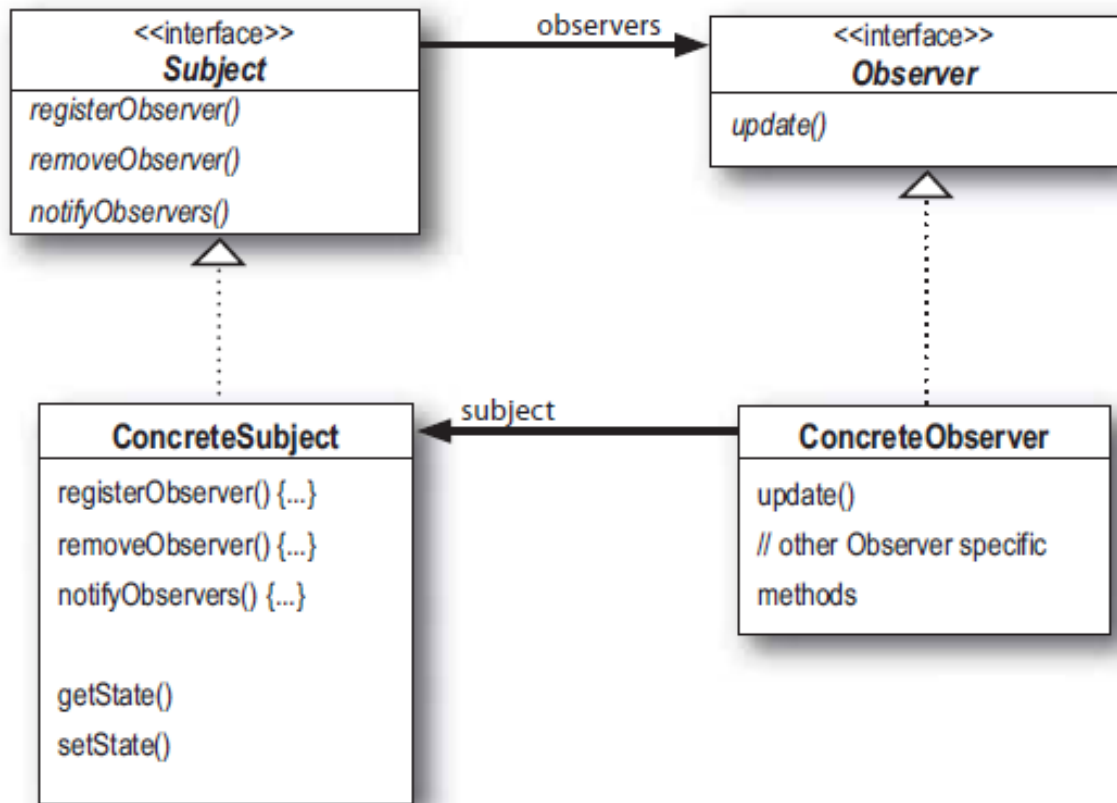 <<interface>>
Subject
registerObserver()
removeObserver()
notifyObservers()
observers
<<interface>>
Observer
update()
ConcreteSubject
registerObserver() {...}
removeObserver() {...}
notifyObservers() {...}
getState()
setState()
subject
ConcreteObserver
update()
// other Observer specific
methods